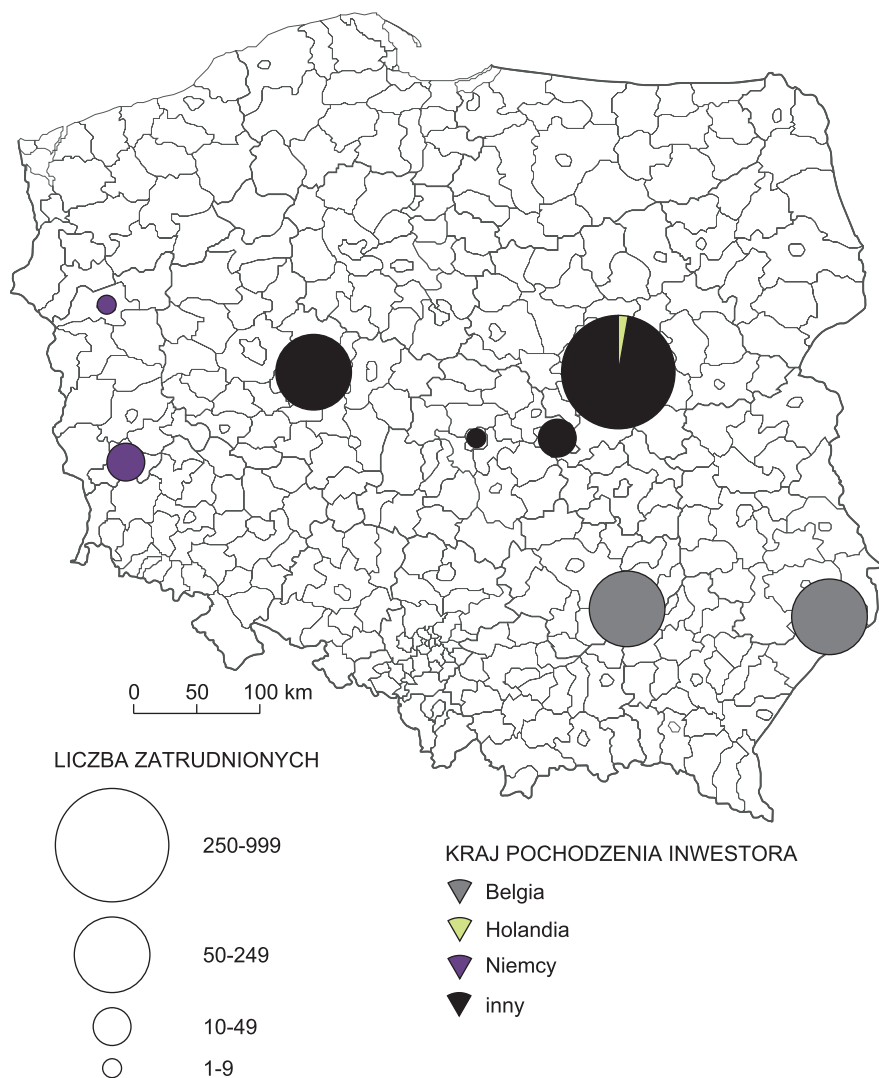 0 50 100 km
LICZBA ZATRUDNIONYCH
250-999
50-249
10-49
1-9
KRAJ POCHODZENIA INWESTORA
Belgia
Holandia
Niemcy
inny